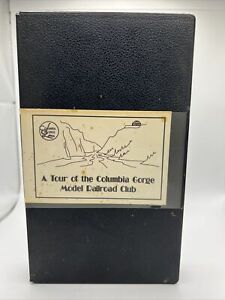 A Tour of the Columbia Gorge
Model Railroad Club